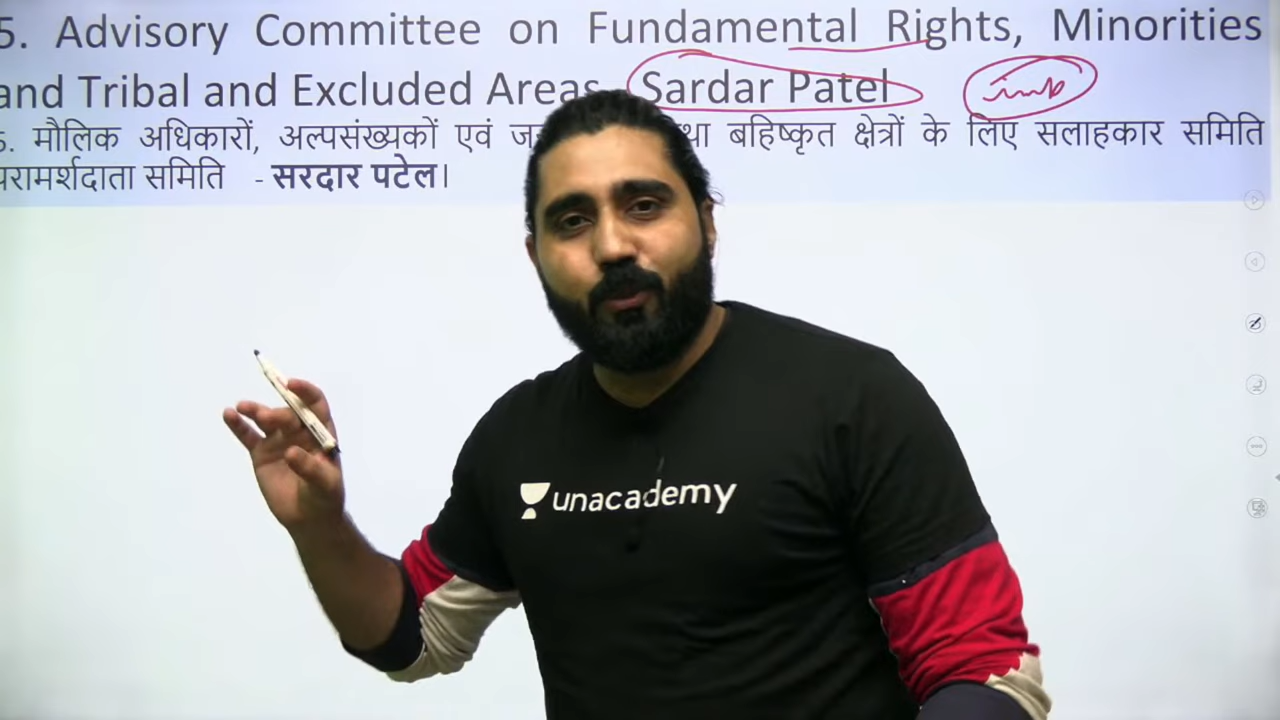 5. Advisory Committee on Fundamental Rights, Minorities
and Tribal and Excluded Areas Sardar Patel imp
5. मौलिक अधिकारों, अल्पसंख्यकों एवं था बहिष्कृत क्षेत्रों के लिए सलाहकार समिति
परामर्शदाता समिति - सरदार पटेल।
unacademy